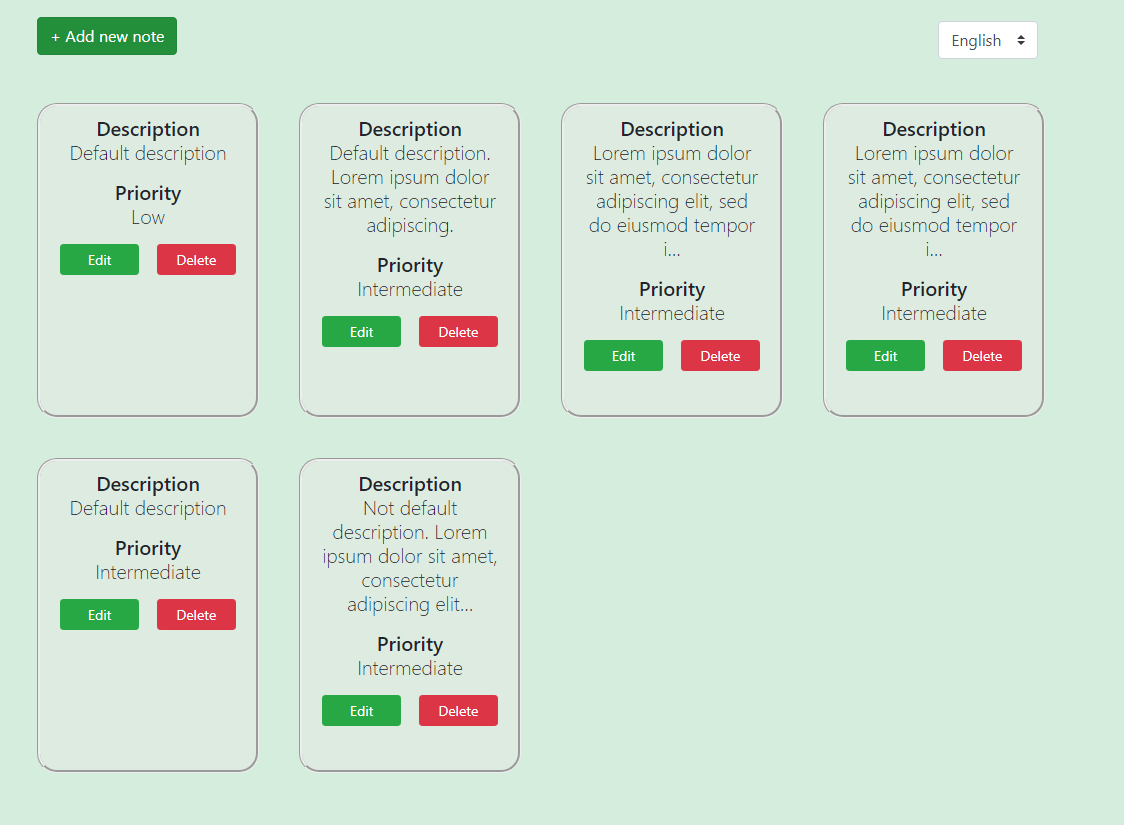 + Add new note
English
Description
Default description
Priority
Low
Edit Delete
Description
Default description.
Lorem ipsum dolor
sit amet, consectetur
adipiscing.
Priority
Intermediate
Edit Delete
Description
Lorem ipsum dolor
sit amet, consectetur
adipiscing elit, sed
do eiusmod tempor
i...
Priority
Intermediate
Edit Delete
Description
Lorem ipsum dolor
sit amet, consectetur
adipiscing elit, sed
do eiusmod tempor
i...
Priority
Intermediate
Edit Delete
Description
Default description
Priority
Intermediate
Edit Delete
Description
Not default
description. Lorem
ipsum dolor sit amet,
consectetur
adipiscing elit...
Priority
Intermediate
Edit Delete